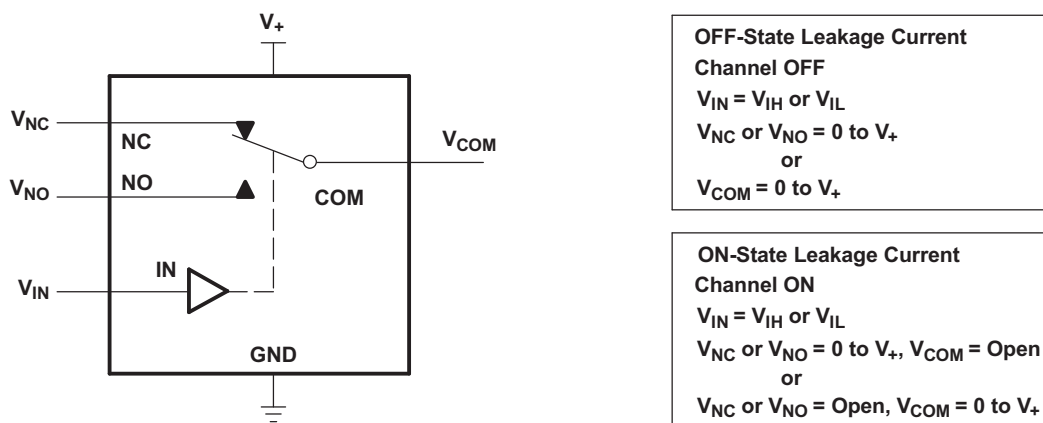 V+
VNC
NC
VCOM
VNO
NO
COM
IN
VIN
GND
OFF-State Leakage Current
Channel OFF
VIN = VIH or VIL
VNC or VNO = 0 to V+
or
VCOM = 0 to V+
ON-State Leakage Current
Channel ON
VIN = VIH or VIL
VNC or VNO = 0 to V+, VCOM = Open
or
VNC or VNO = Open, VCOM = 0 to V+